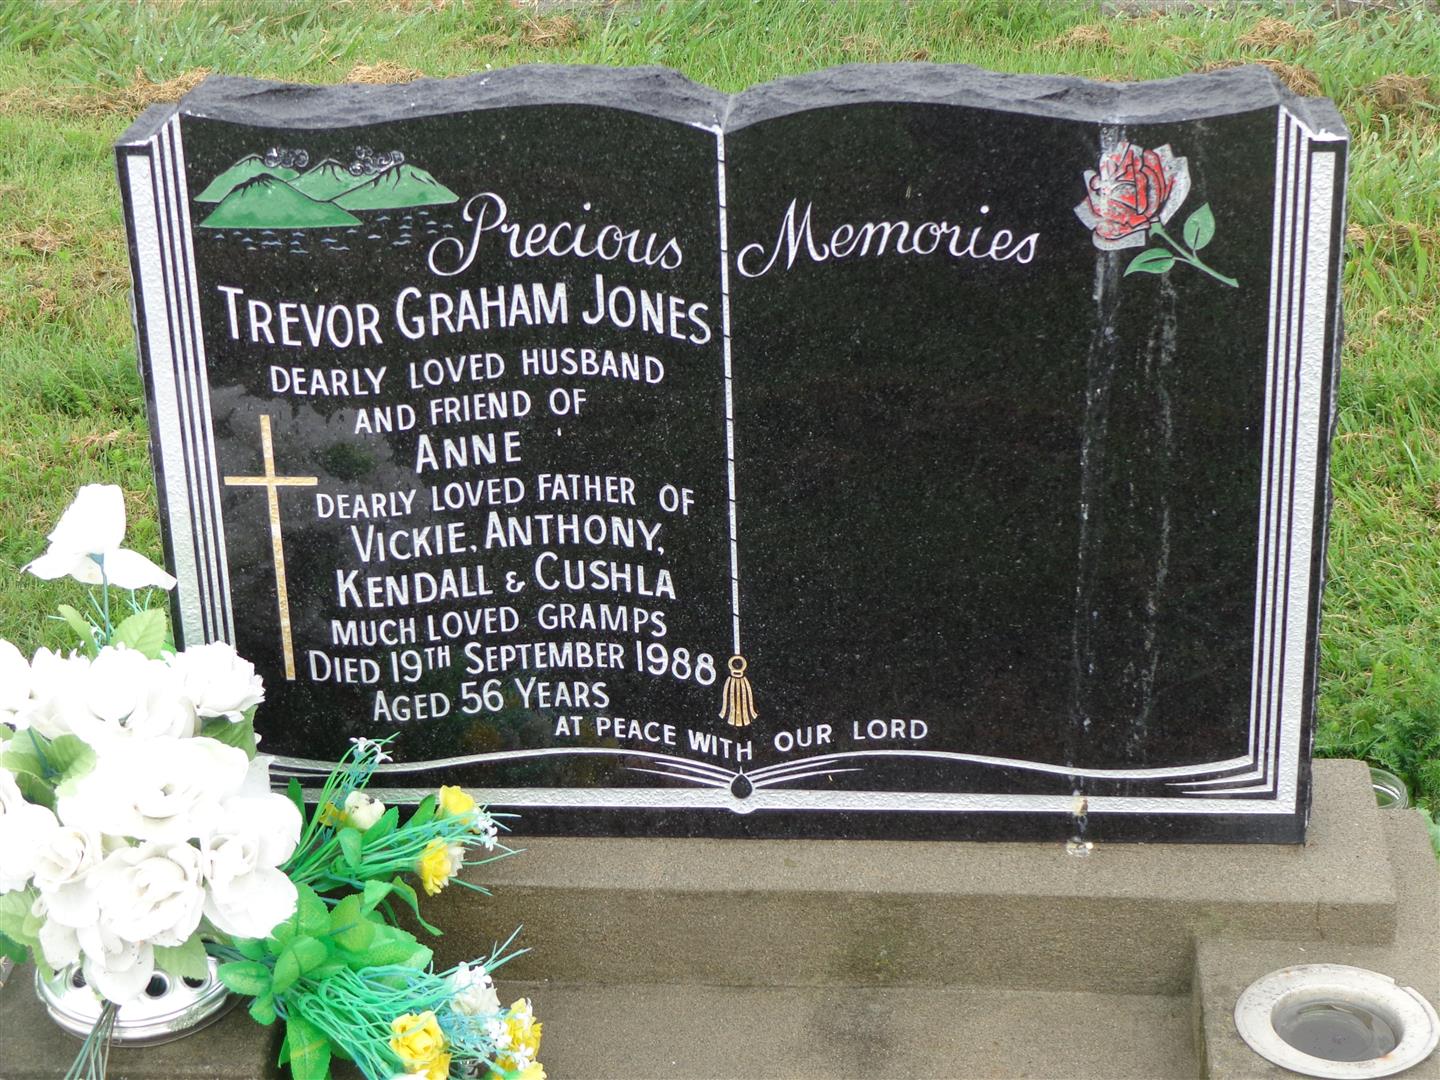 Precious Memories
TREVOR GRAHAM JONES
DEARLY LOVED HUSBAND
AND FRIEND OF
ANNE
DEARLY LOVED FATHER OF
VICKIE, ANTHONY,
KENDALL & CUSHLA
MUCH LOVED GRAMPS
DIED 19TH SEPTEMBER 1988
AGED 56 YEARS
AT PEACE WITH OUR LORD